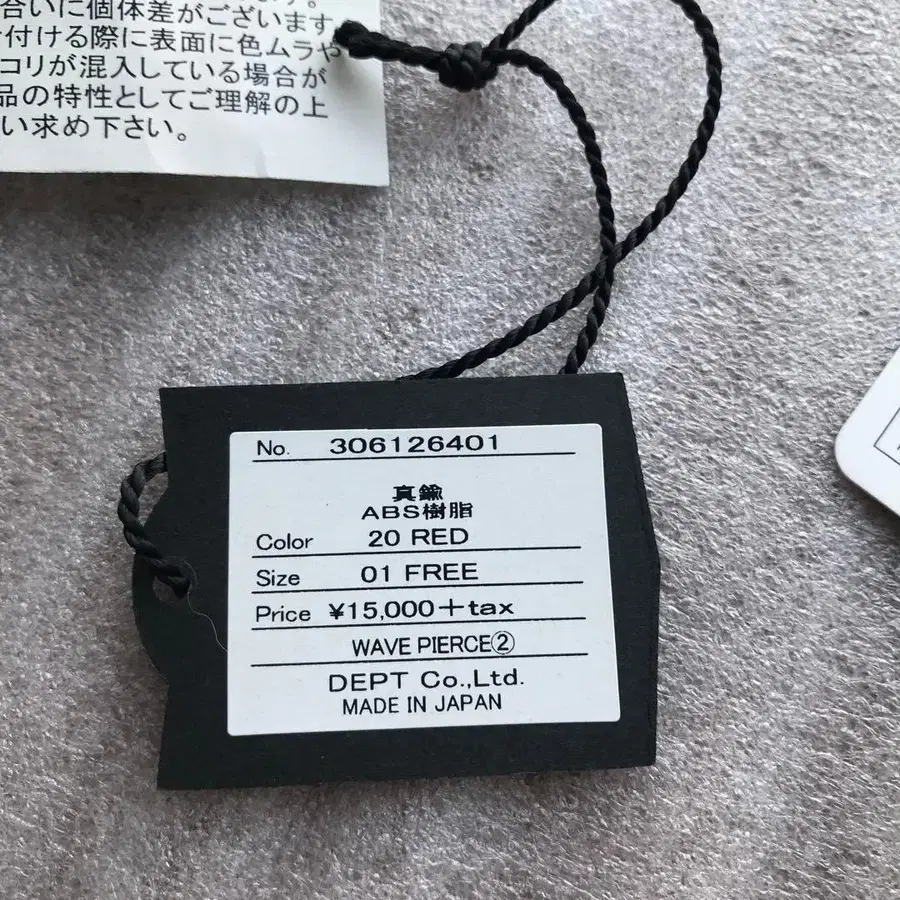 合いに個体差がございます
付ける際に表面に色ムラや
コリが混入している場合が
品の特性としてご理解の上
い求め下さい。
No. 306126401
真鍮
ABS樹脂
Color 20 RED
Size 01 FREE
Price ¥15,000+tax
WAVE PIERCE②
DEPT Co.,Ltd.
MADE IN JAPAN